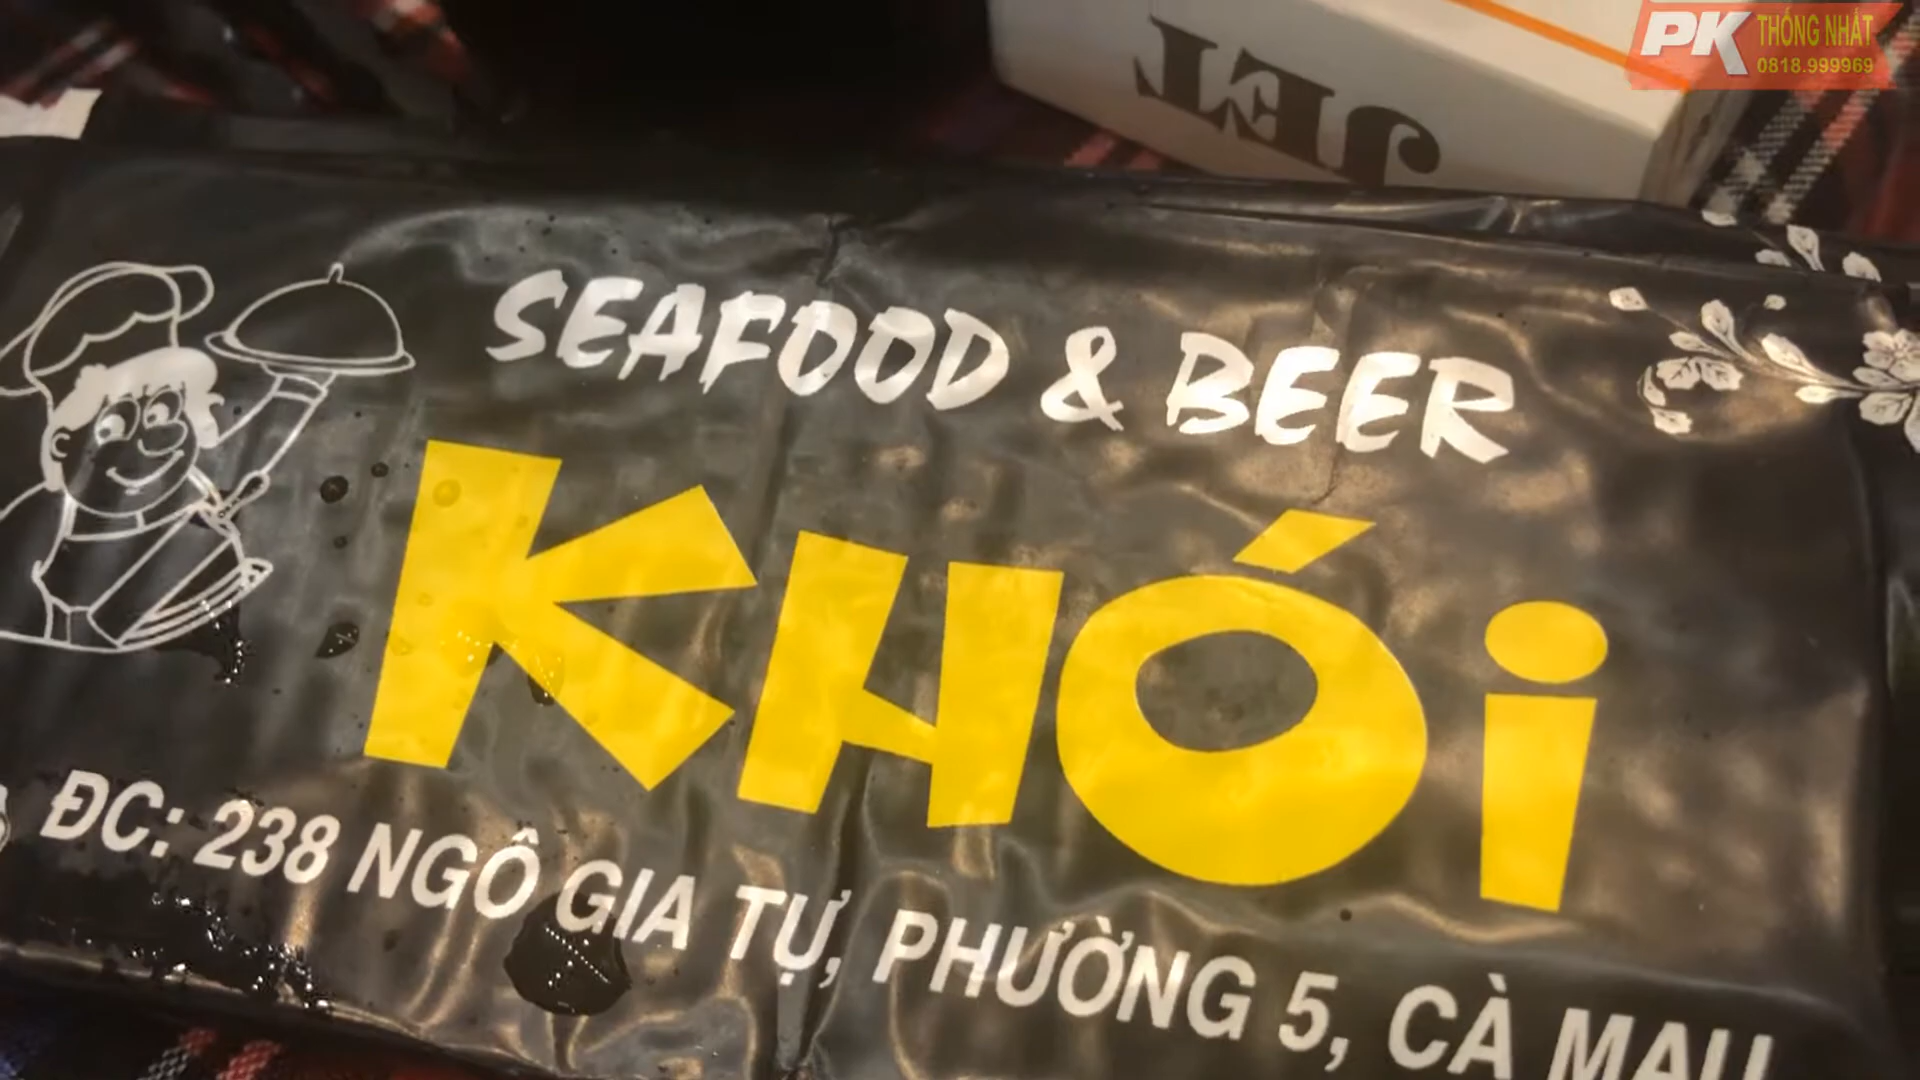 PK THỐNG NHẤT
0818.999969
JET
SEAFOOD & BEER
KHÓi
ĐC: 238 NGÔ GIA TỰ, PHƯỜNG 5, CÀ MAU